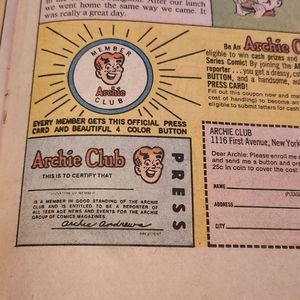 we went home the same way we came. It
was really a great day.
MEMBER
Archie
CLUB
EVERY MEMBER GETS THIS OFFICIAL PRESS
CARD AND BEAUTIFUL 4 COLOR BUTTON
Archie Club
THIS IS TO CERTIFY THAT
IS A MEMBER IN GOOD STANDING OF THE ARCHIE
CLUB AND IS ENTITLED TO BE A REPORTER OF
ALL TEEN AGE NEWS AND EVENTS FOR THE ARCHIE
GROUP OF COMICS MAGAZINES.
Archie Andrews
PRESIDENT
PRESS
Be An Archie
eligible to win cash prizes and
Series Comic! By joining the
reporter ... you get a dressy,
BUTTON, and a handsome,
PRESS CARD!
Fill out this coupon now and
cost of handling) to become an
eligible to submit letters for cash
ARCHIE CLUB
1116 First Avenue, New York
Dear Archie: Please enroll me
and send me button and
25c in coin to cover the cost
NAME
ADDRESS
CITY